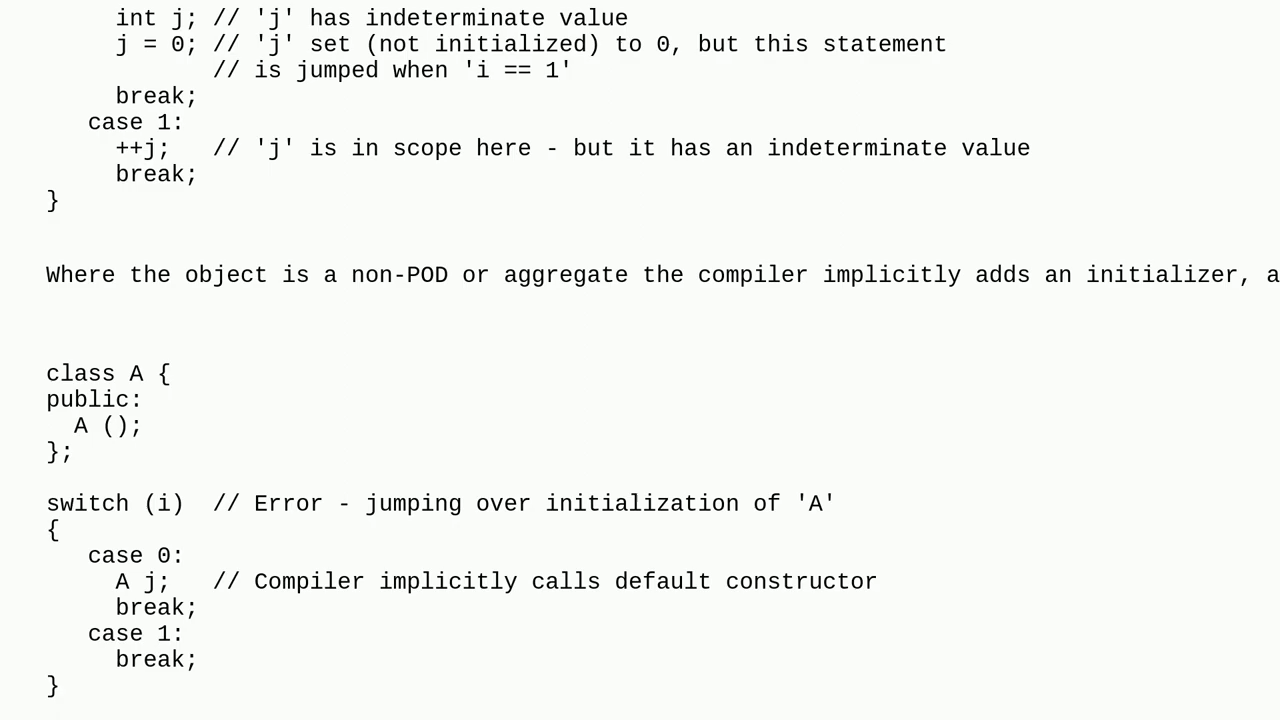 int j; // 'j' has indeterminate value
j = 0; // 'j' set (not initialized) to 0, but this statement
// is jumped when 'i == 1'
break;
case 1:
++j; // 'j' is in scope here - but it has an indeterminate value
break;
}
Where the object is a non-POD or aggregate the compiler implicitly adds an initializer, a
class A {
public:
A ();
};
switch (i) // Error - jumping over initialization of 'A'
{
case 0:
A j; // Compiler implicitly calls default constructor
break;
case 1:
break;
}